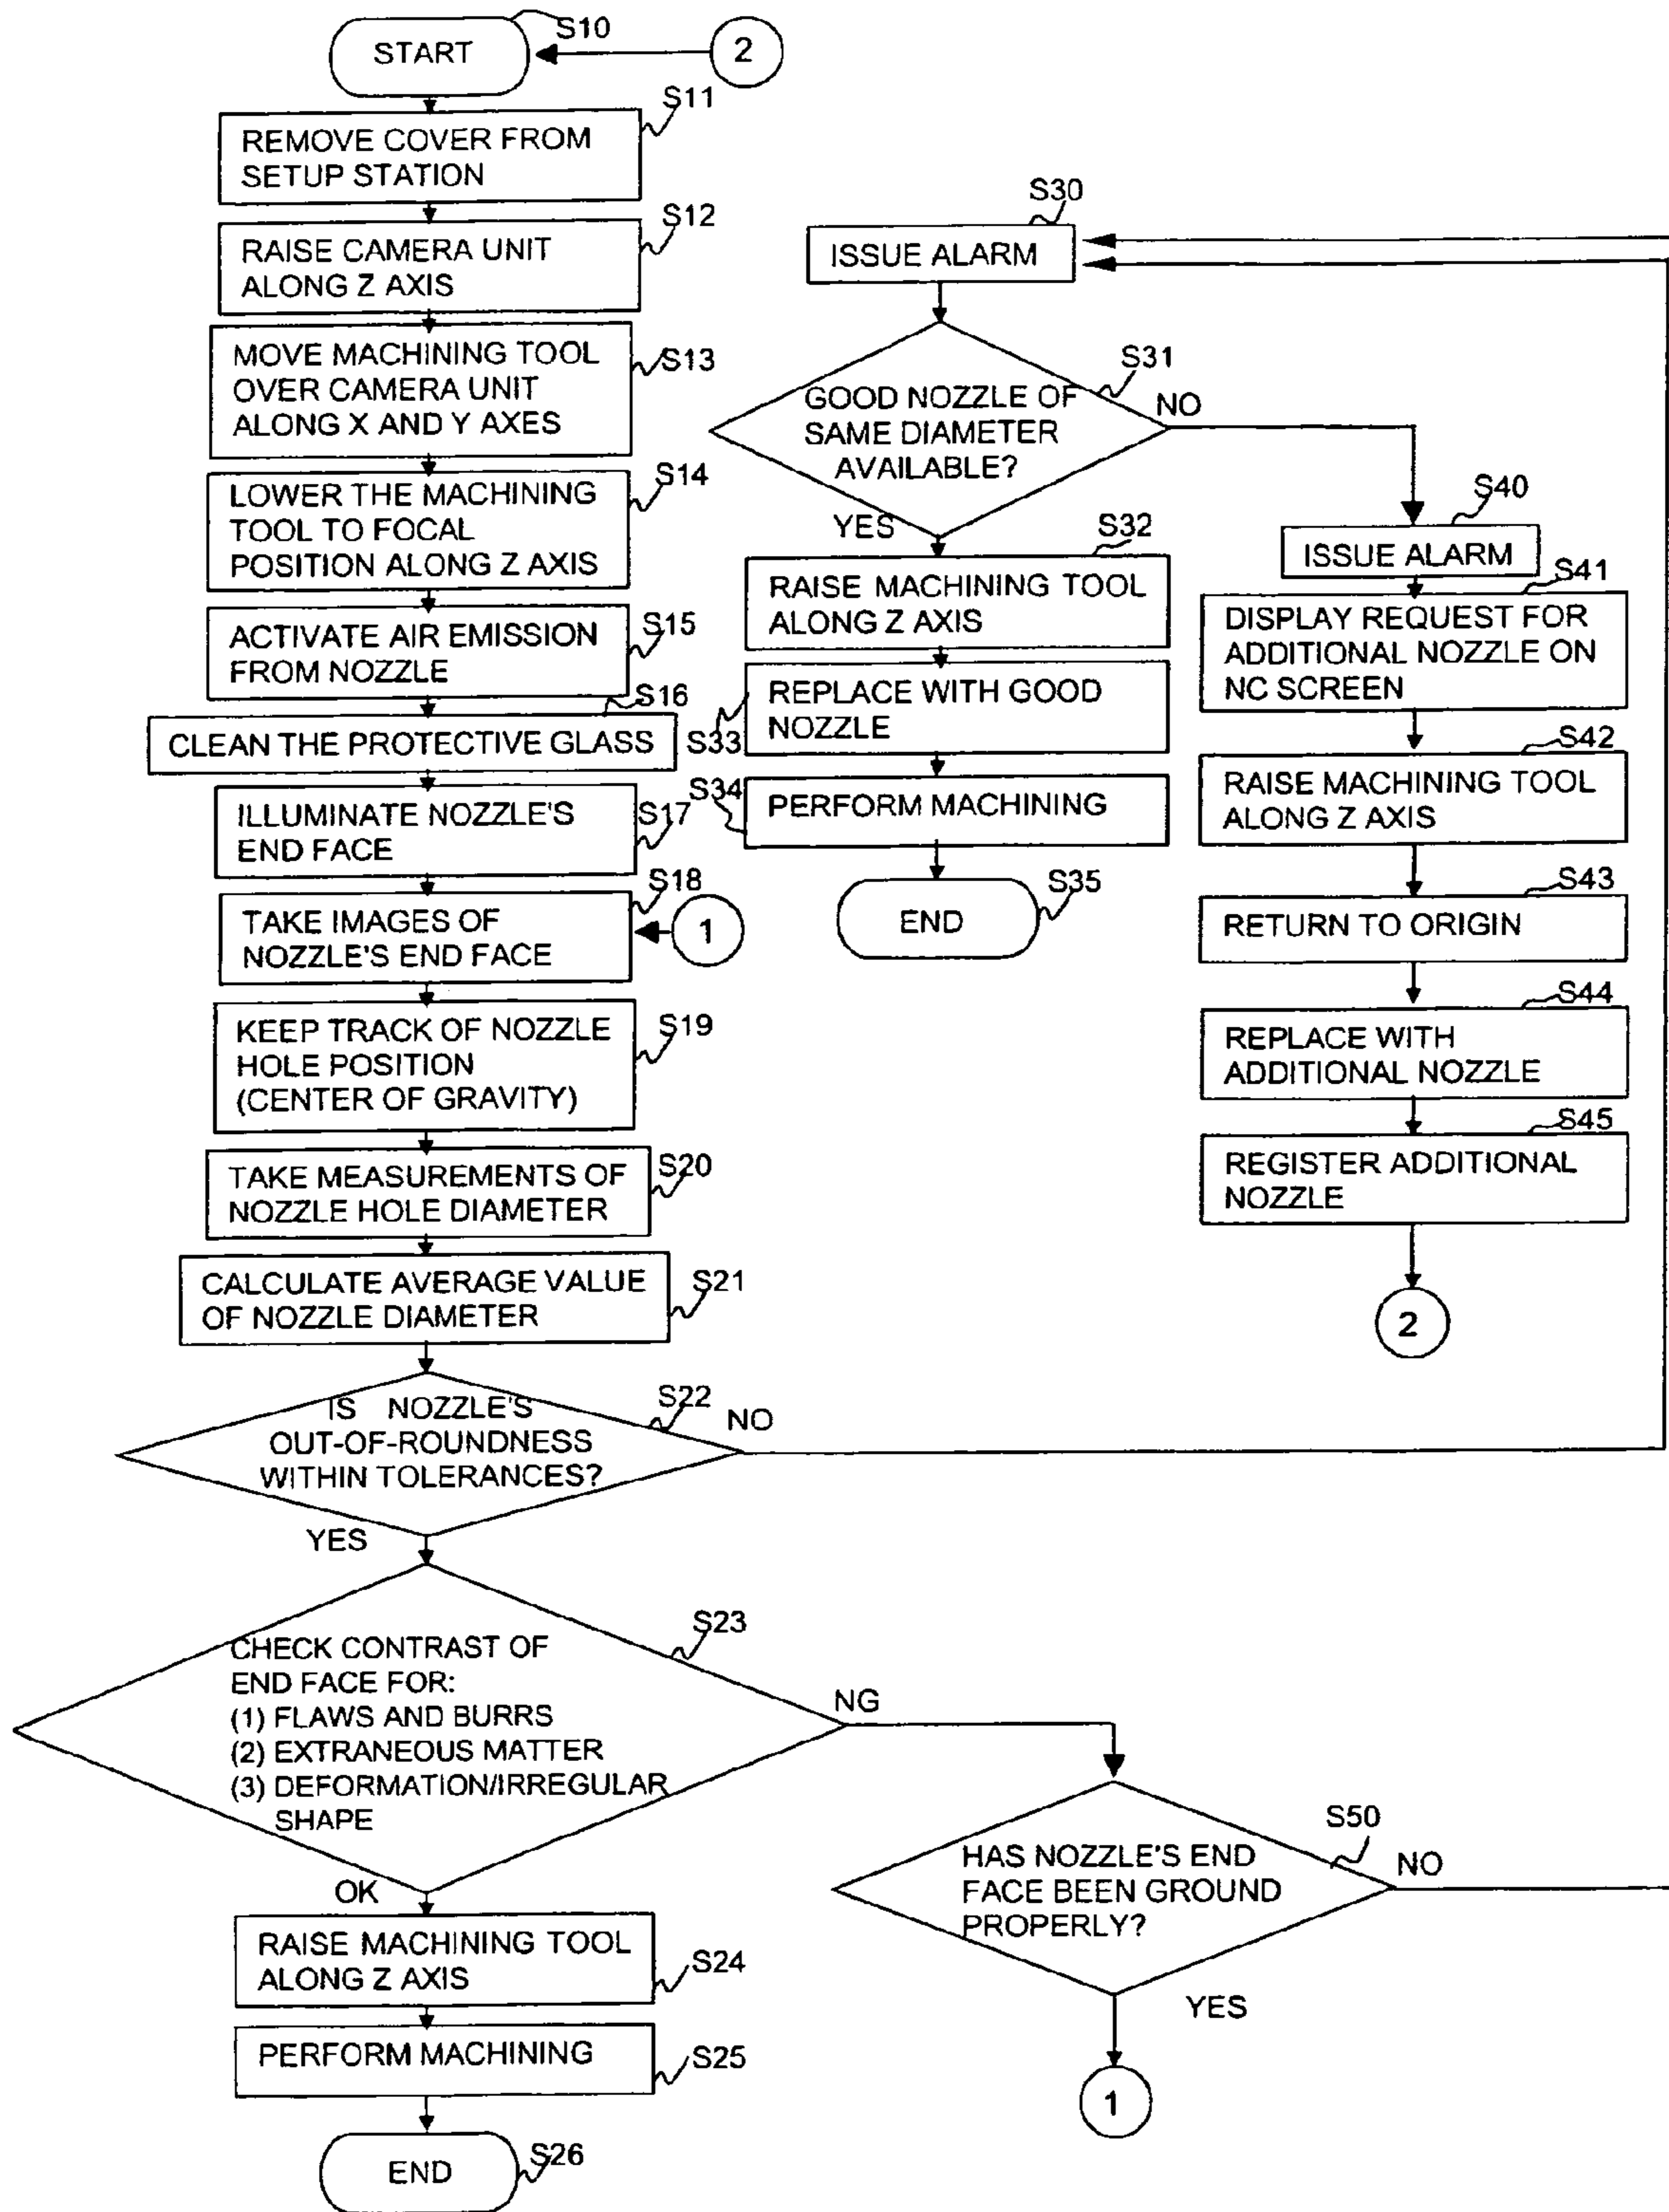 START
S10
2
S11
REMOVE COVER FROM
SETUP STATION
S12
RAISE CAMERA UNIT
ALONG Z AXIS
S13
MOVE MACHINING TOOL
OVER CAMERA UNIT
ALONG X AND Y AXES
S14
LOWER THE MACHINING
TOOL TO FOCAL
POSITION ALONG Z AXIS
S15
ACTIVATE AIR EMISSION
FROM NOZZLE
S16
CLEAN THE PROTECTIVE GLASS
S17
ILLUMINATE NOZZLE'S
END FACE
S18
TAKE IMAGES OF
NOZZLE'S END FACE
1
S19
KEEP TRACK OF NOZZLE
HOLE POSITION
(CENTER OF GRAVITY)
S20
TAKE MEASUREMENTS OF
NOZZLE HOLE DIAMETER
S21
CALCULATE AVERAGE VALUE
OF NOZZLE DIAMETER
S22
IS NOZZLE'S
OUT-OF-ROUNDNESS
WITHIN TOLERANCES?
NO
YES
S23
CHECK CONTRAST OF
END FACE FOR:
(1) FLAWS AND BURRS
(2) EXTRANEOUS MATTER
(3) DEFORMATION/IRREGULAR
SHAPE
NG
OK
S24
RAISE MACHINING TOOL
ALONG Z AXIS
S25
PERFORM MACHINING
S26
END
S30
ISSUE ALARM
S31
GOOD NOZZLE OF
SAME DIAMETER
AVAILABLE?
NO
YES
S32
RAISE MACHINING TOOL
ALONG Z AXIS
S33
REPLACE WITH GOOD
NOZZLE
S34
PERFORM MACHINING
S35
END
S40
ISSUE ALARM
S41
DISPLAY REQUEST FOR
ADDITIONAL NOZZLE ON
NC SCREEN
S42
RAISE MACHINING TOOL
ALONG Z AXIS
S43
RETURN TO ORIGIN
S44
REPLACE WITH
ADDITIONAL NOZZLE
S45
REGISTER ADDITIONAL
NOZZLE
2
S50
HAS NOZZLE'S END
FACE BEEN GROUND
PROPERLY?
NO
YES
1